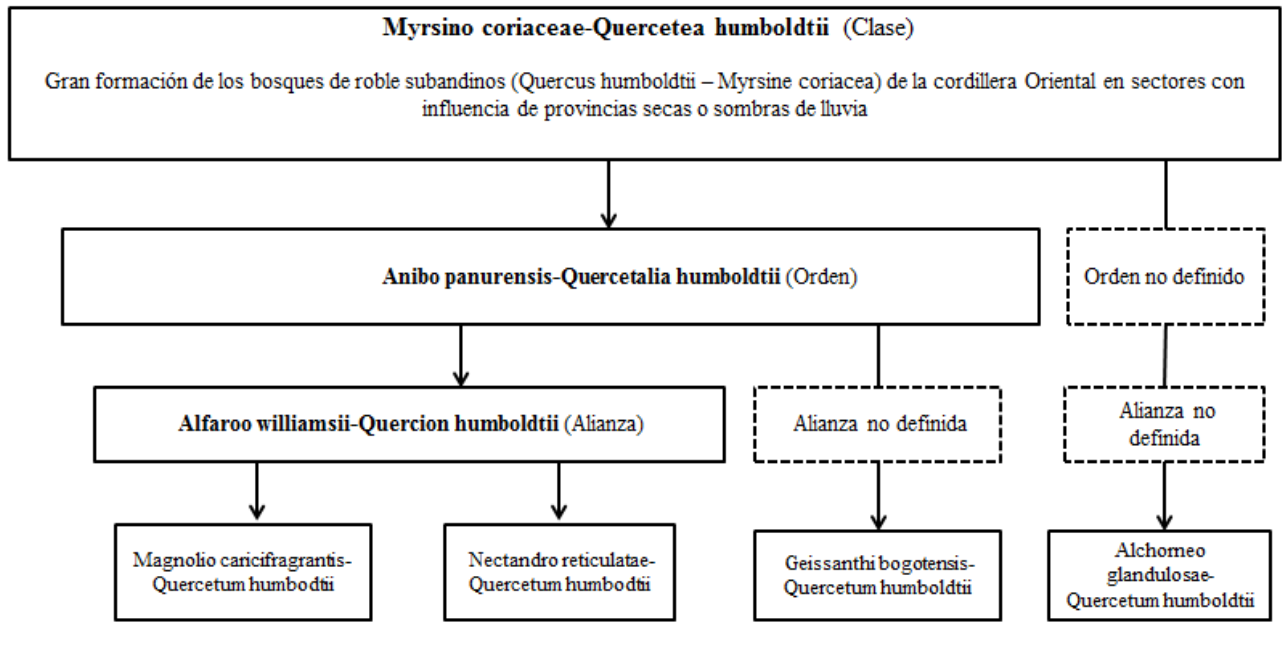 Myrsino coriaceae-Quercetea humboldtii (Clase)
Gran formación de los bosques de roble subandinos (Quercus humboldtii – Myrsine coriacea) de la cordillera Oriental en sectores con
influencia de provincias secas o sombras de lluvia
Anibo panurensis-Quercetalia humboldtii (Orden)
Orden no definido
Alfaroo williamsii-Quercion humboldtii (Alianza)
Alianza no definida
Alianza no
definida
Magnolio caricifragrantis-
Quercetum humbodtii
Nectandro reticulatae-
Quercetum humbodtii
Geissanthi bogotensis-
Quercetum humboldtii
Alchorneo
glandulosae-
Quercetum humboldtii